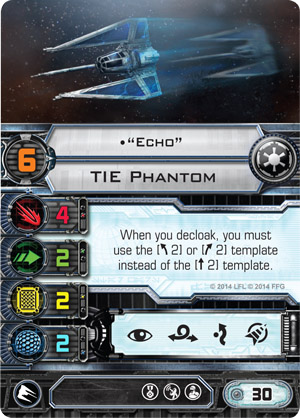 •“Echo”
6
TIE Phantom
4
2
2
2
When you decloak, you must
use the [↰ 2] or [↱ 2] template
instead of the [↑ 2] template.
© 2014 LFL © 2014 FFG
30